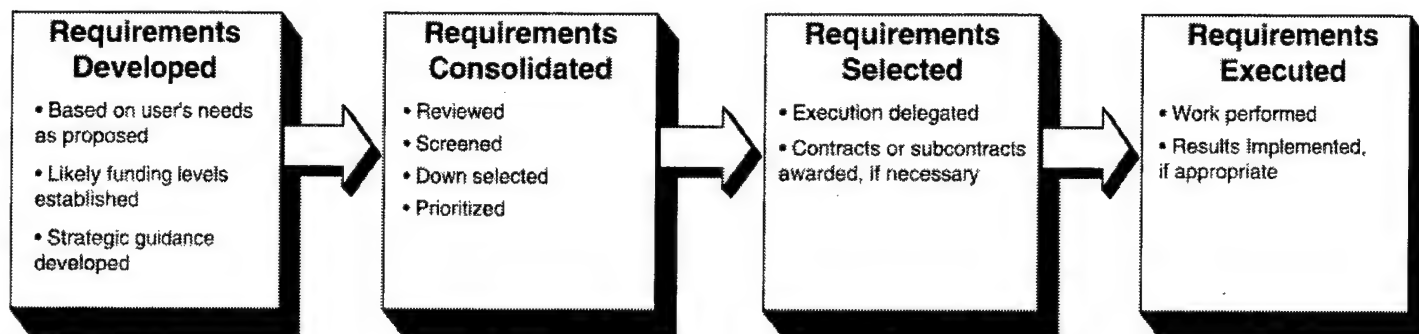 Requirements
Developed
• Based on user's needs
as proposed
• Likely funding levels
established
• Strategic guidance
developed
Requirements
Consolidated
• Reviewed
• Screened
• Down selected
• Prioritized
Requirements
Selected
• Execution delegated
• Contracts or subcontracts
awarded, if necessary
Requirements
Executed
• Work performed
• Results Implemented,
if appropriate